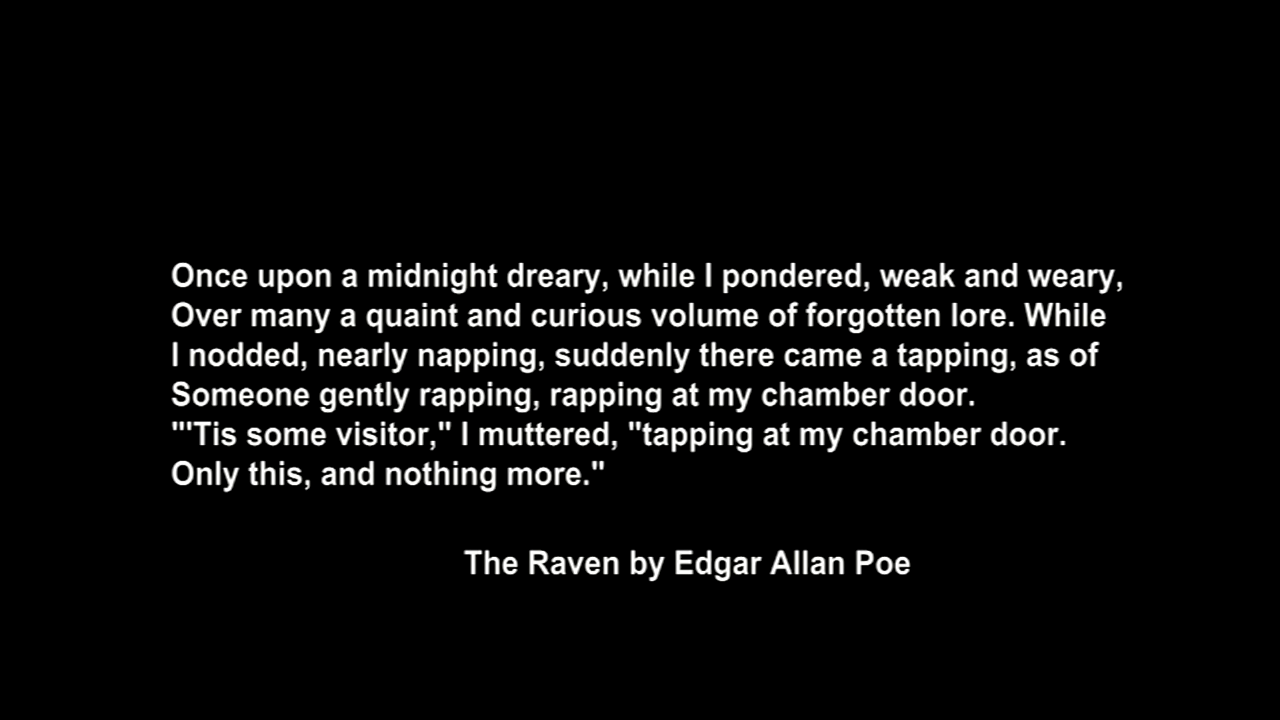 Once upon a midnight dreary, while I pondered, weak and weary,
Over many a quaint and curious volume of forgotten lore. While
I nodded, nearly napping, suddenly there came a tapping, as of
Someone gently rapping, rapping at my chamber door.
"'Tis some visitor," I muttered, "tapping at my chamber door.
Only this, and nothing more."
The Raven by Edgar Allan Poe